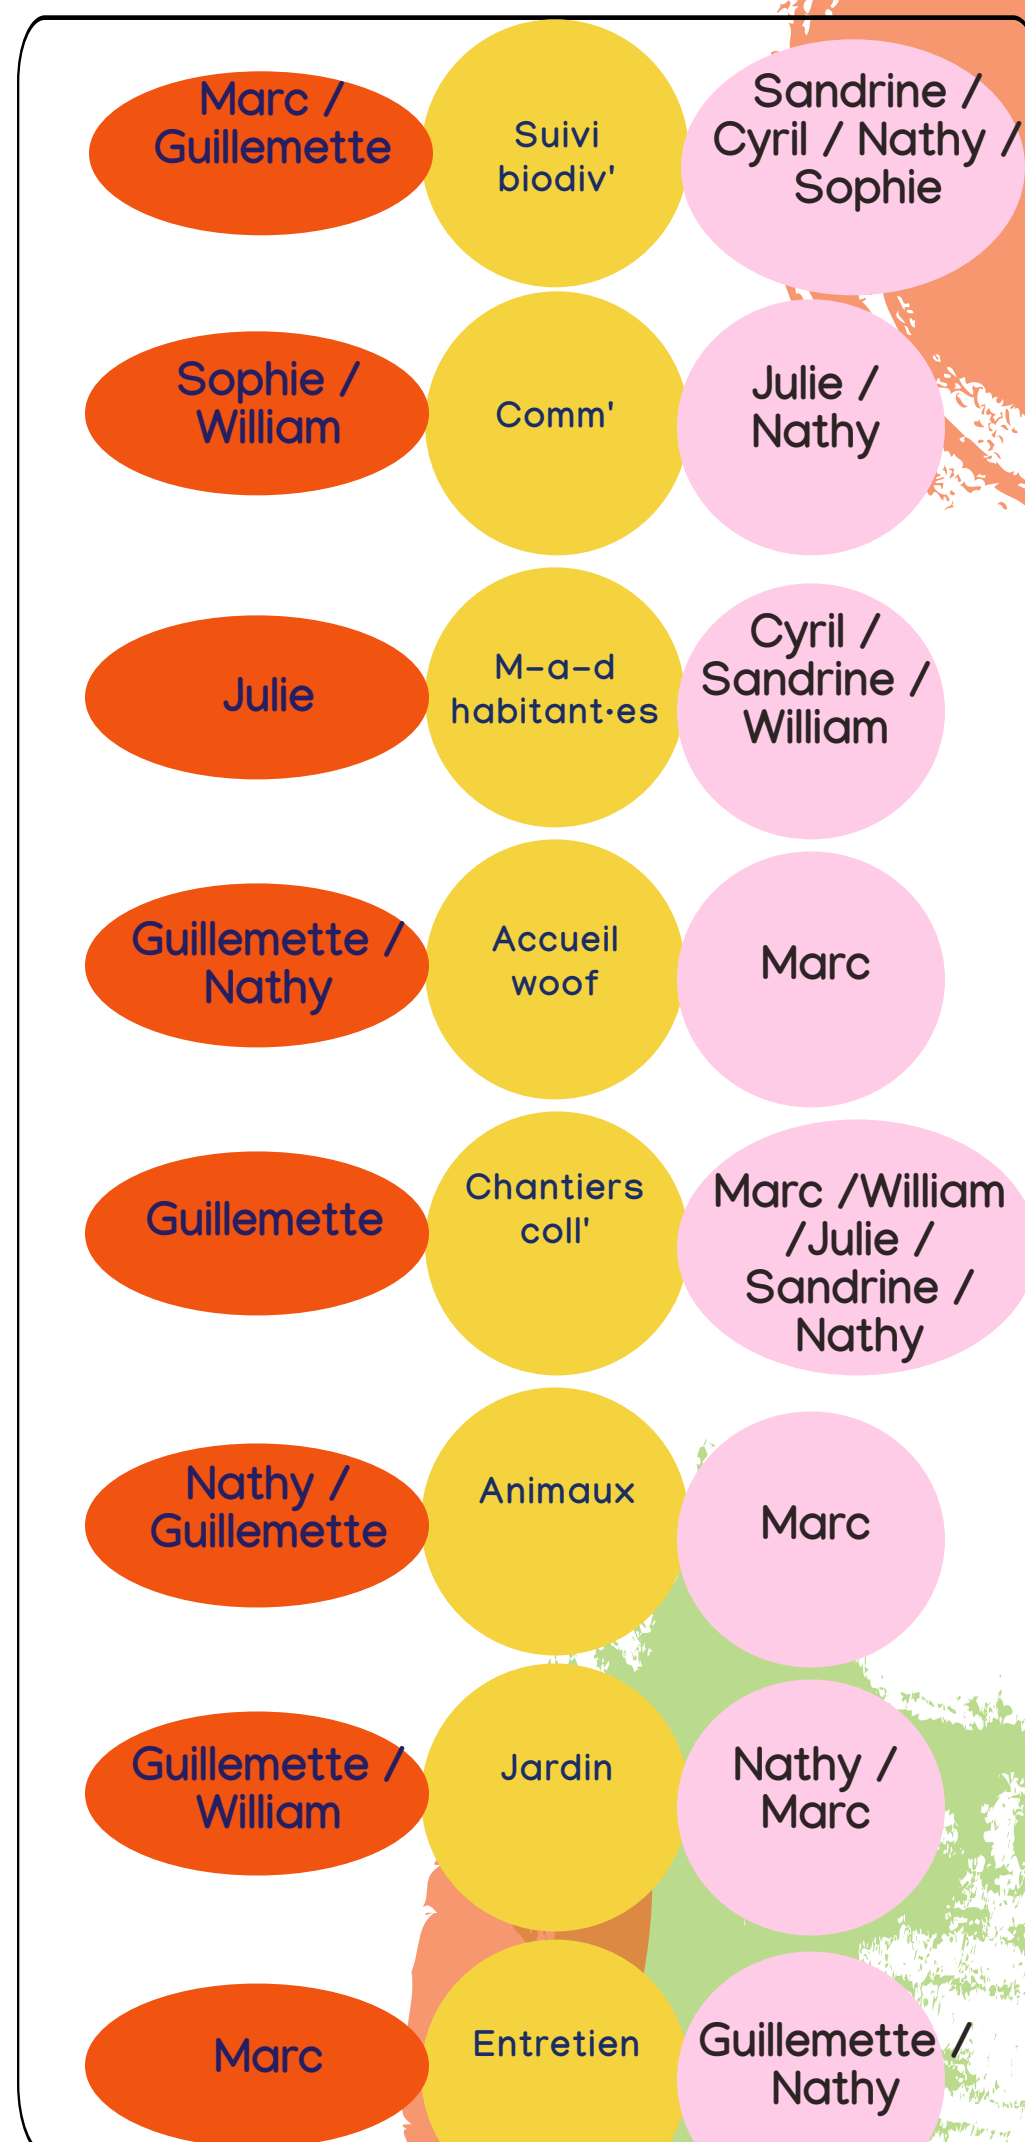 Marc /
Guillemette
Suivi
biodiv'
Sandrine /
Cyril / Nathy /
Sophie
Sophie /
William
Comm'
Julie /
Nathy
Julie
M-a-d
habitant·es
Cyril /
Sandrine /
William
Guillemette /
Nathy
Accueil
woof
Marc
Guillemette
Chantiers
coll'
Marc /William
/Julie /
Sandrine /
Nathy
Nathy /
Guillemette
Animaux
Marc
Guillemette /
William
Jardin
Nathy /
Marc
Marc
Entretien
Guillemette /
Nathy